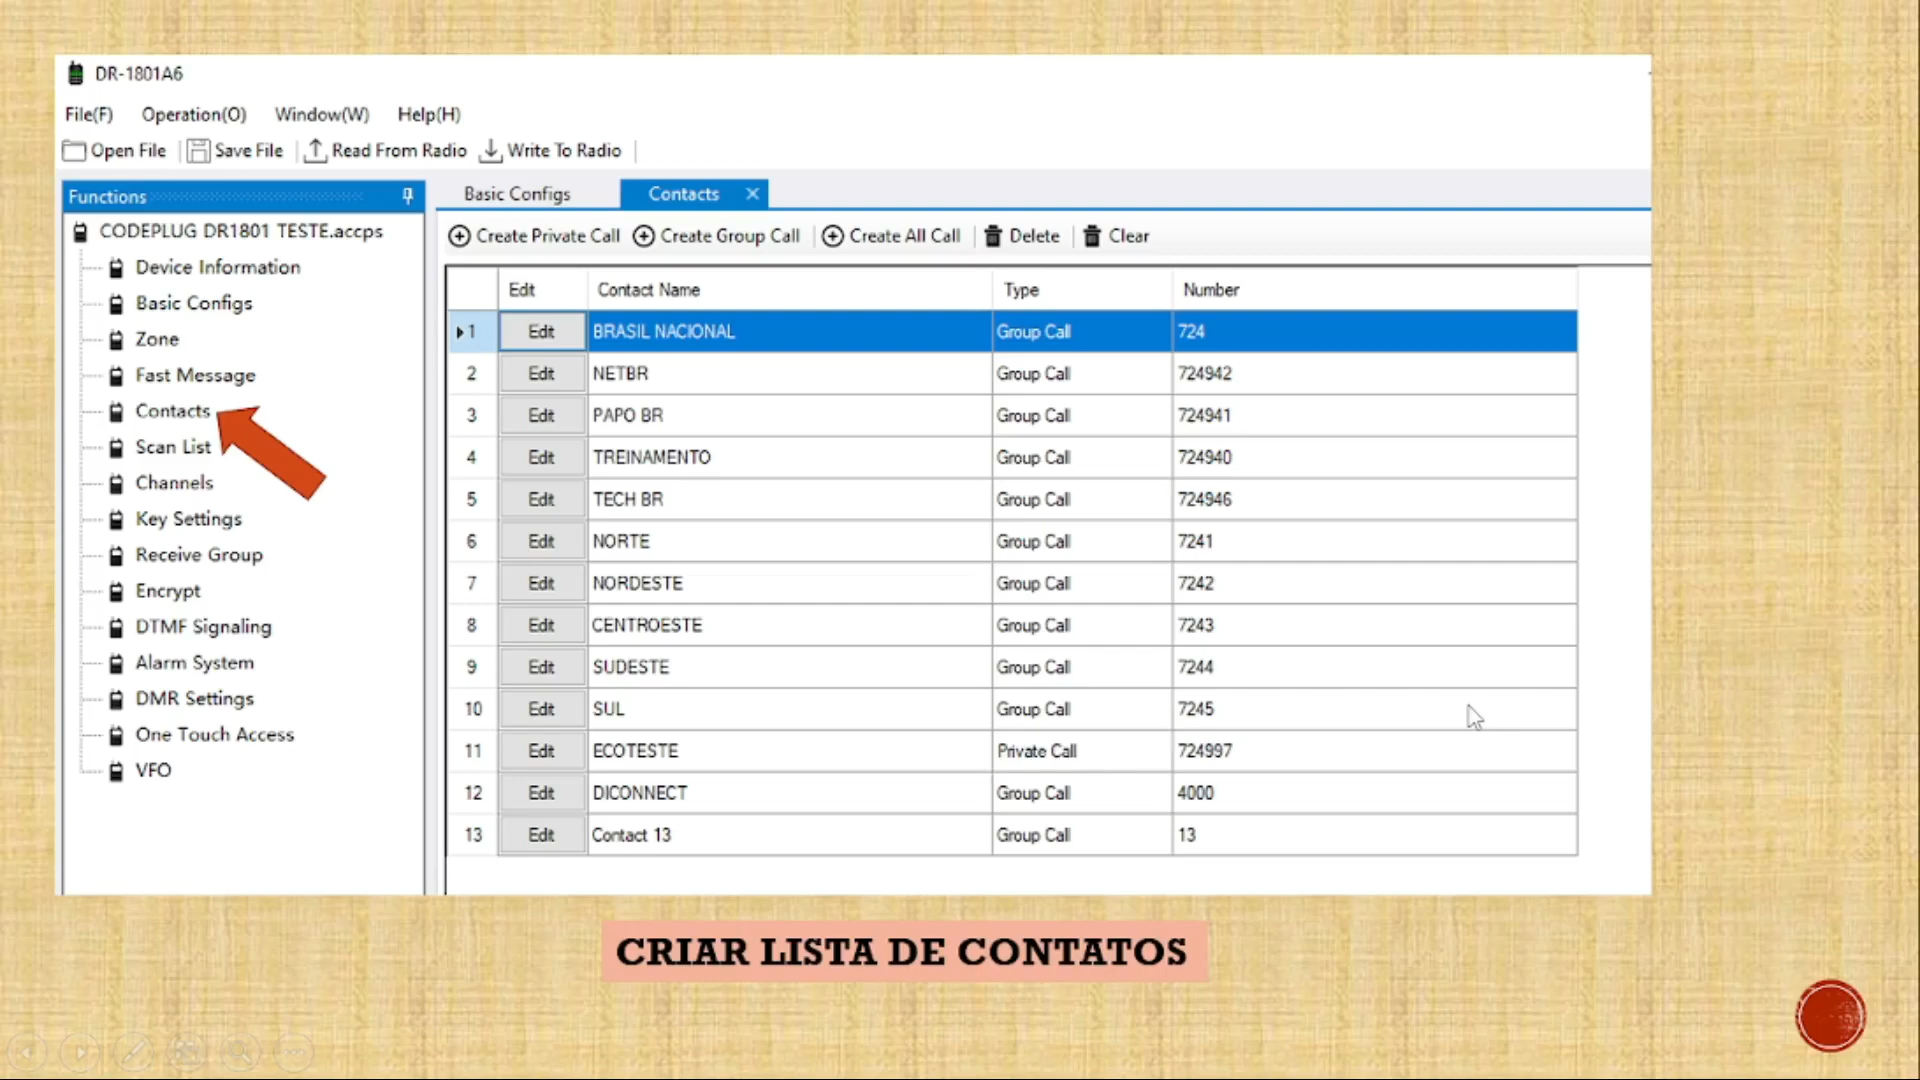 DR-1801A6
File(F) Operation(O) Window(W) Help(H)
Open File Save File Read From Radio Write To Radio
Functions
CODEPLUG DR1801 TESTE.accps
Device Information
Basic Configs
Zone
Fast Message
Contacts
Scan List
Channels
Key Settings
Receive Group
Encrypt
DTMF Signaling
Alarm System
DMR Settings
One Touch Access
VFO
Basic Configs Contacts
Create Private Call Create Group Call Create All Call Delete Clear
Edit Contact Name Type Number
1 Edit BRASIL NACIONAL Group Call 724
2 Edit NETBR Group Call 724942
3 Edit PAPO BR Group Call 724941
4 Edit TREINAMENTO Group Call 724940
5 Edit TECH BR Group Call 724946
6 Edit NORTE Group Call 7241
7 Edit NORDESTE Group Call 7242
8 Edit CENTROESTE Group Call 7243
9 Edit SUDESTE Group Call 7244
10 Edit SUL Group Call 7245
11 Edit ECOTESTE Private Call 724997
12 Edit DICONNECT Group Call 4000
13 Edit Contact 13 Group Call 13
CRIAR LISTA DE CONTATOS